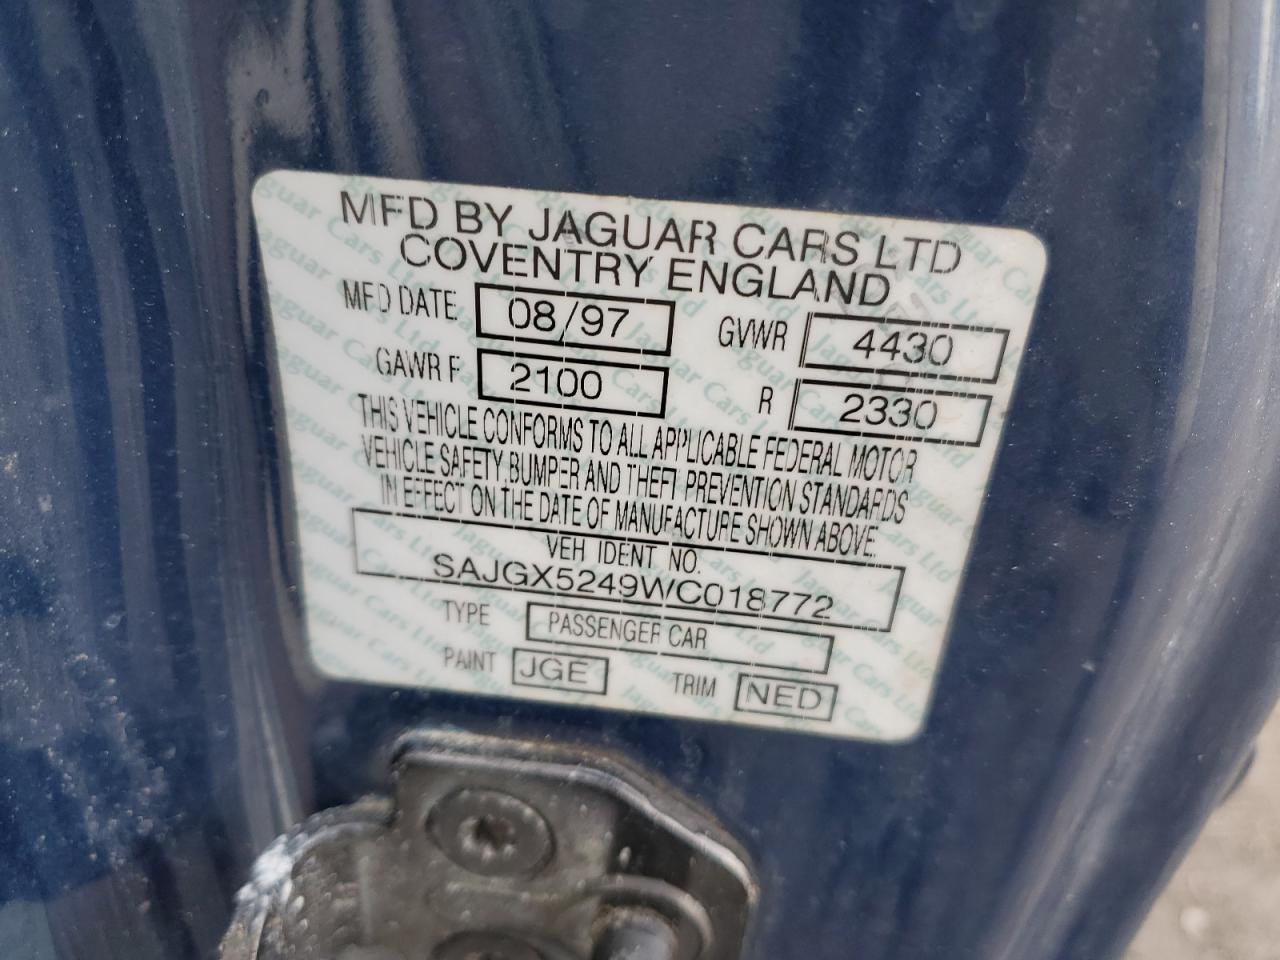 MFD BY JAGUAR CARS LTD
COVENTRY ENGLAND
MFD DATE 08/97 GVWR 4430
GAWR F 2100 R 2330
THIS VEHICLE CONFORMS TO ALL APPLICABLE FEDERAL MOTOR
VEHICLE SAFETY, BUMPER AND THEFT PREVENTION STANDARDS
IN EFFECT ON THE DATE OF MANUFACTURE SHOWN ABOVE.
VEH IDENT NO.
SAJGX5249WC018772
TYPE PASSENGER CAR
PAINT JGE TRIM NED